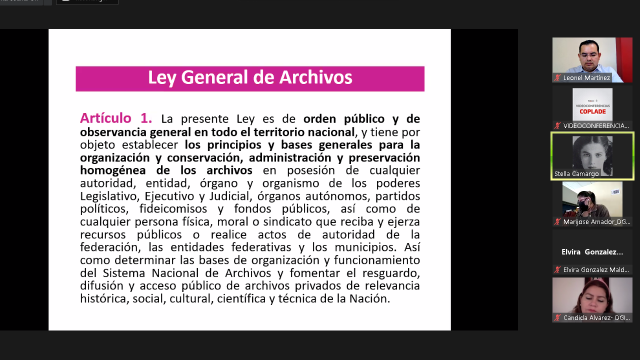 Ley General de Archivos
Artículo 1. La presente Ley es de orden público y de
observancia general en todo el territorio nacional, y tiene por
objeto establecer los principios y bases generales para la
organización y conservación, administración y preservación
homogénea de los archivos en posesión de cualquier
autoridad, entidad, órgano y organismo de los poderes
Legislativo, Ejecutivo y Judicial, órganos autónomos, partidos
políticos, fideicomisos y fondos públicos, así como de
cualquier persona física, moral o sindicato que reciba y ejerza
recursos públicos o realice actos de autoridad de la
federación, las entidades federativas y los municipios. Así
como determinar las bases de organización y funcionamiento
del Sistema Nacional de Archivos y fomentar el resguardo,
difusión y acceso público de archivos privados de relevancia
histórica, social, cultural, científica y técnica de la Nación.
Leonel Martínez
VIDEOCONFERENCIAS
COPLADE
VIDEOCONFERENCIA...
Stella Camargo
Marijose Amador_DG...
Elvira Gonzalez...
Elvira Gonzalez Mald...
Candida Alvarez- DGI...